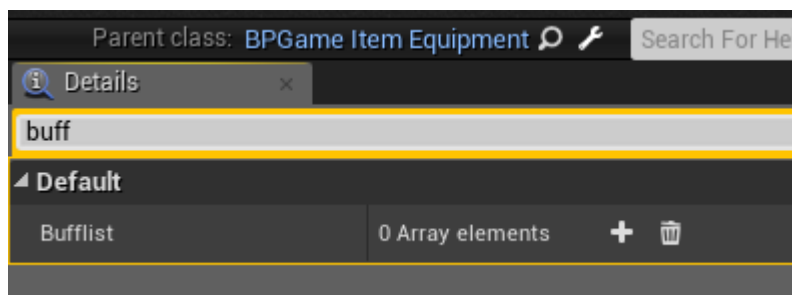 Parent class: BPGame Item Equipment Search For He
Details
buff
Default
Bufflist 0 Array elements